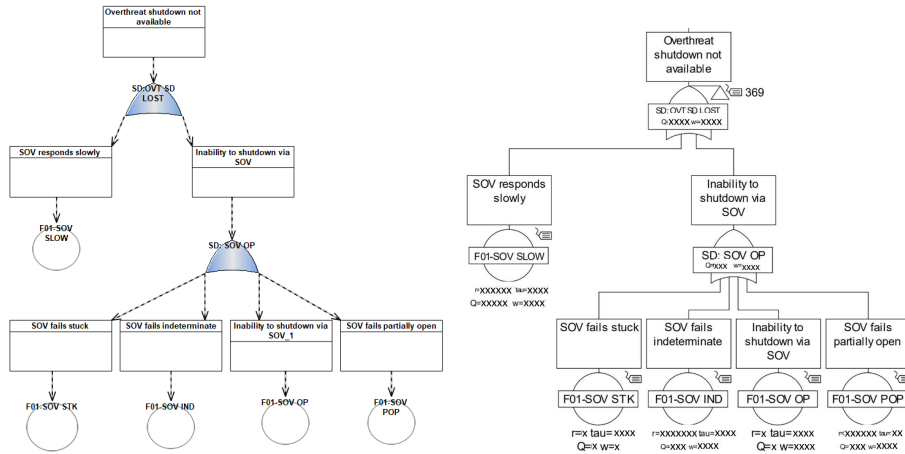 Overthreat shutdown not
available
SD:OVT SD
LOST
SOV responds slowly
Inability to shutdown via
SOV
F01-SOV
SLOW
SD: SOV OP
SOV fails stuck
SOV fails indeterminate
Inability to shutdown via
SOV_1
SOV fails partially open
F01-SOV STK
F01-SOV IND
F01-SOV OP
F01-SOV
POP
Overheat
shutdown not
available
369
SD: OVT SD LOST
Q=XXXX w=XXXX
SOV responds
slowly
Inability to
shutdown via
SOV
F01-SOV SLOW
r=xxxxxx tau=xxxx
Q=xxxxx w=xxxx
SD: SOV OP
Q=xxx w=xxxx
SOV fails stuck
SOV fails
indeterminate
Inability to
shutdown via
SOV
SOV fails
partially open
F01-SOV STK
F01-SOV IND
F01-SOV OP
F01-SOV POP
r=x tau=xxxx
Q=x w=x
r=xxxxxxx tau=xxxx
Q=xxx w=xxxx
r=x tau=xxxx
Q=x w=xxxx
r=xxxxxx tau=xx
Q=xxx w=xxxx